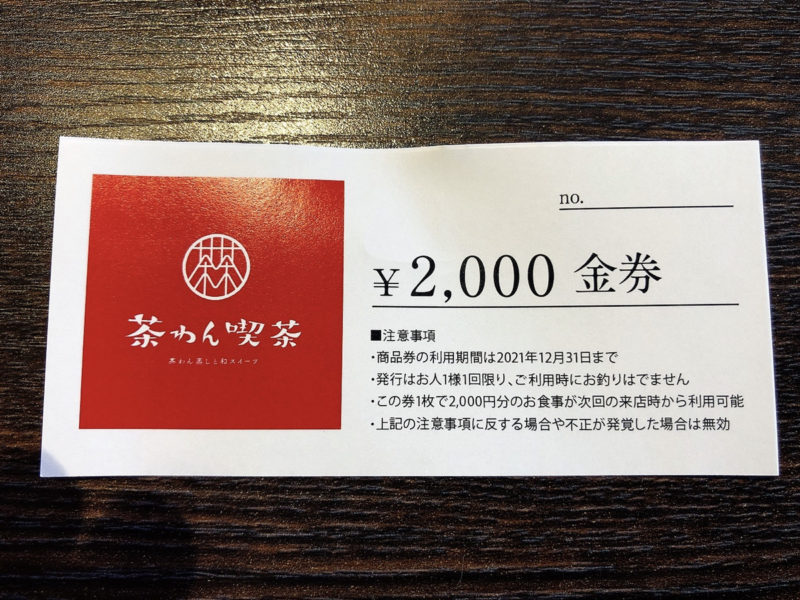 茶わん喫茶
茶わん蒸しと和スイーツ
no.
¥2,000 金券
■注意事項
・商品券の利用期間は2021年12月31日まで
・発行はお人1様1回限り、ご利用時にお釣りはでません
・この券1枚で2,000円分のお食事が次回の来店時から利用可能
・上記の注意事項に反する場合や不正が発覚した場合は無効